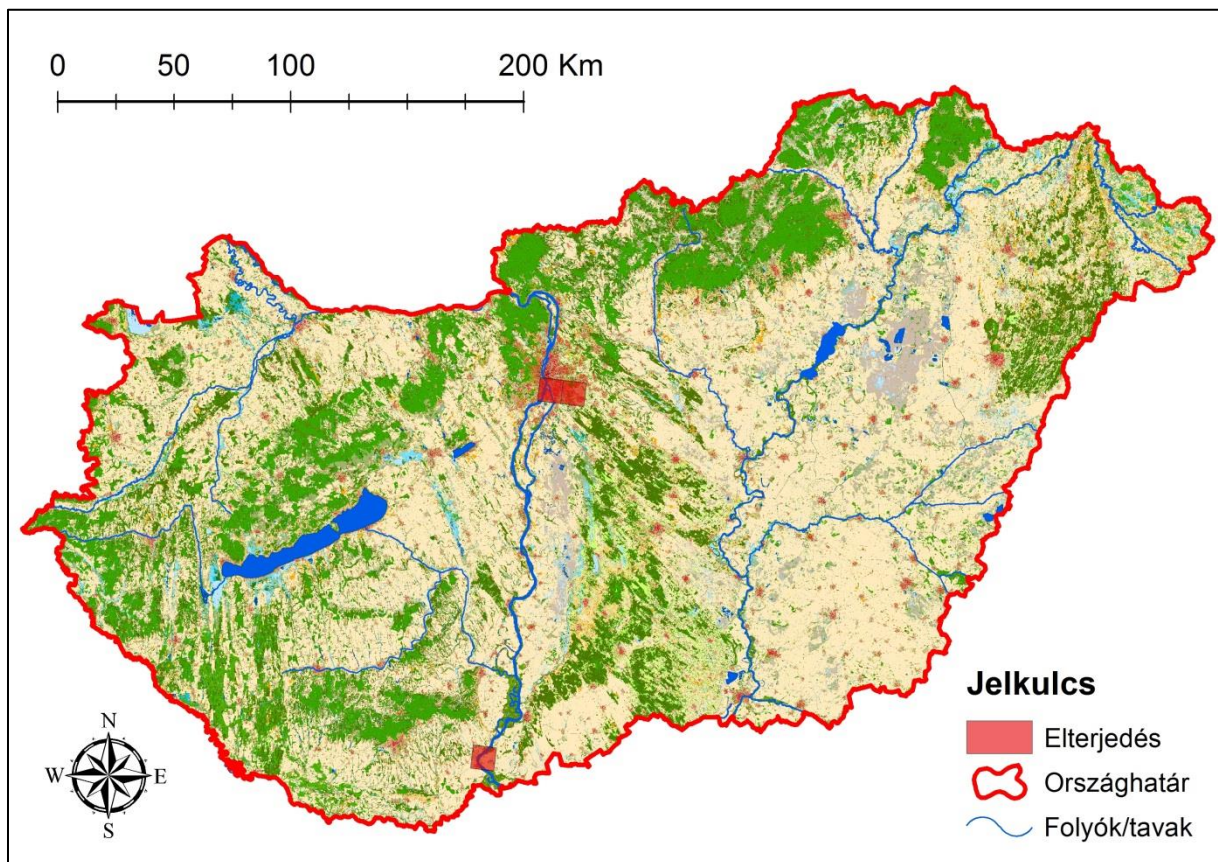 0 50 100 200 Km
N
W E
S
Jelkulcs
Elterjedés
Országhatár
Folyók/tavak